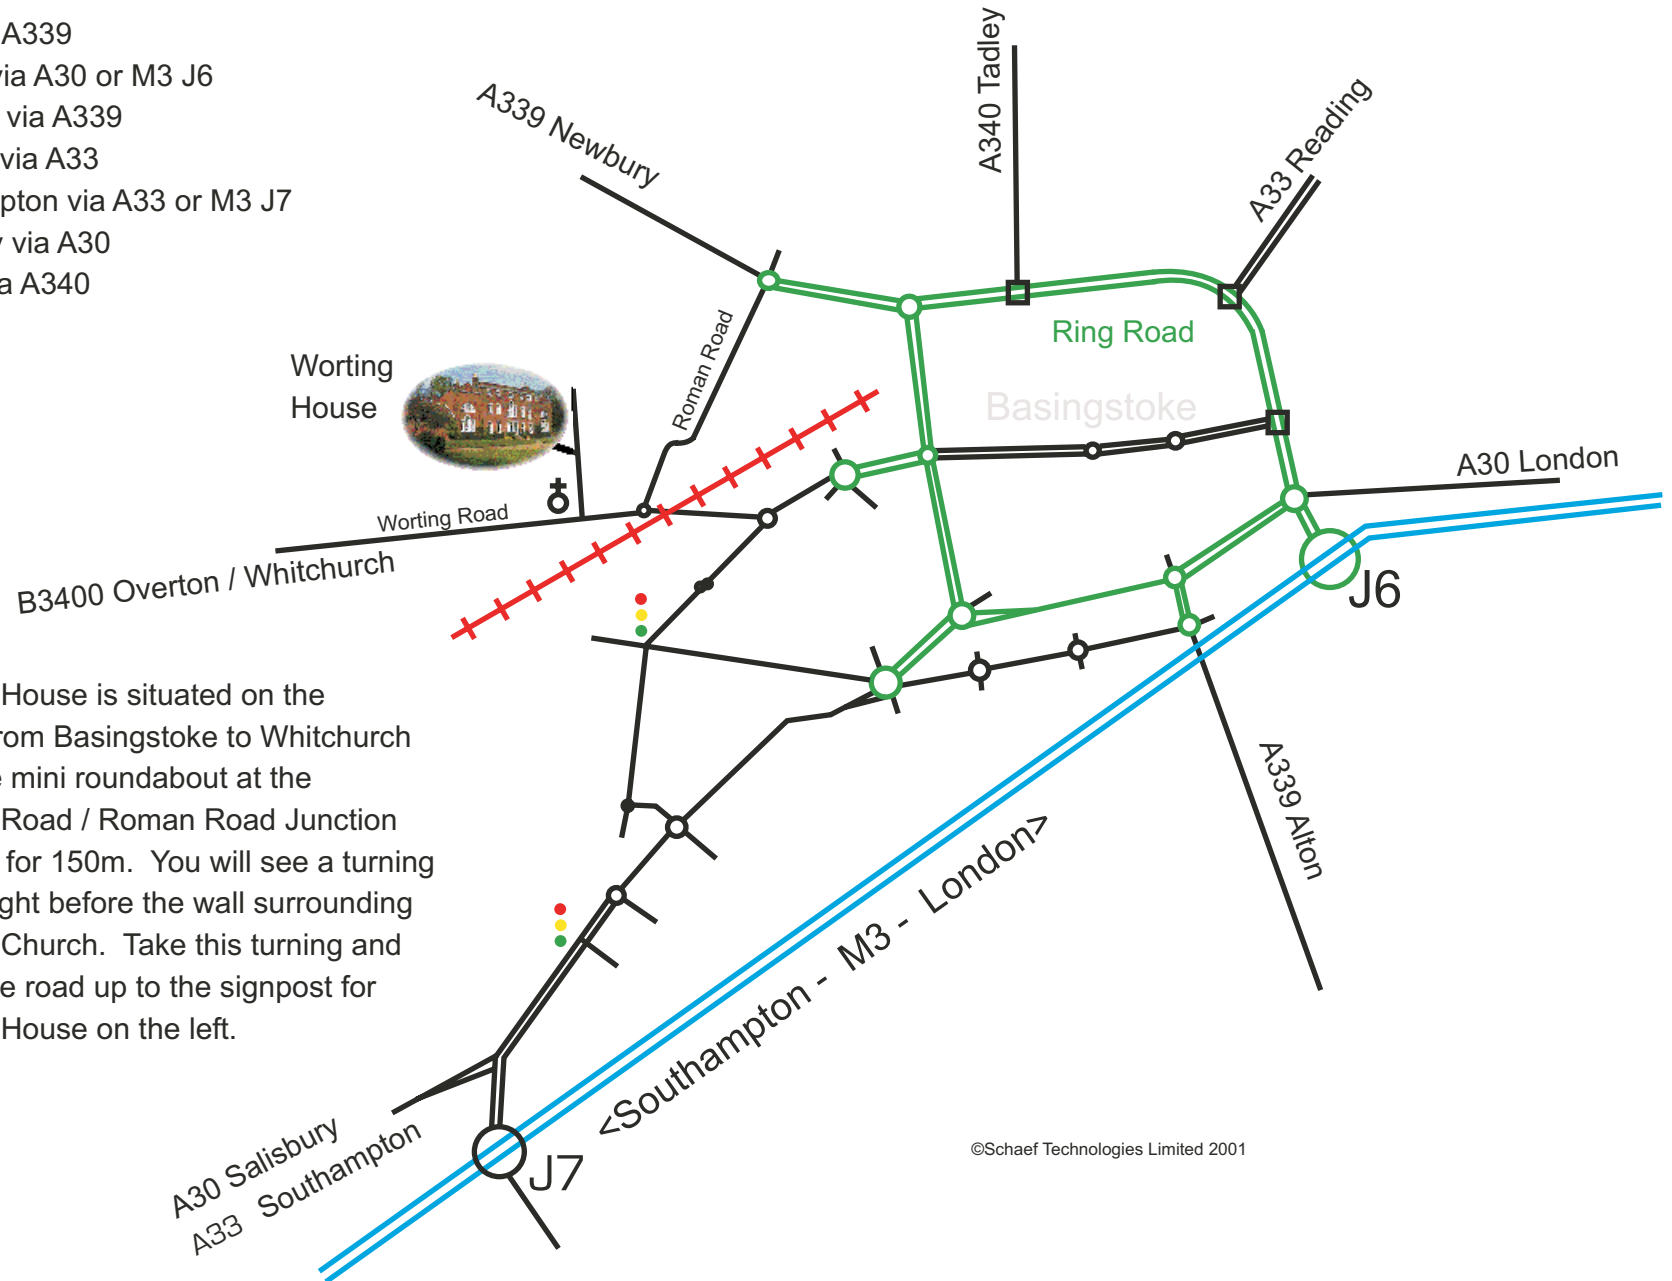 A339
via A30 or M3 J6
via A339
via A33
pton via A33 or M3 J7
via A30
a A340
A339 Newbury
A340 Tadley
A33 Reading
Ring Road
Roman Road
Worting
House
Basingstoke
A30 London
Worting Road
B3400 Overton / Whitchurch
J6
House is situated on the
rom Basingstoke to Whitchurch
e mini roundabout at the
Road / Roman Road Junction
for 150m. You will see a turning
ght before the wall surrounding
Church. Take this turning and
e road up to the signpost for
House on the left.
A339 Alton
<Southampton - M3 - London>
A30 Salisbury
A33 Southampton
J7
©Schaef Technologies Limited 2001